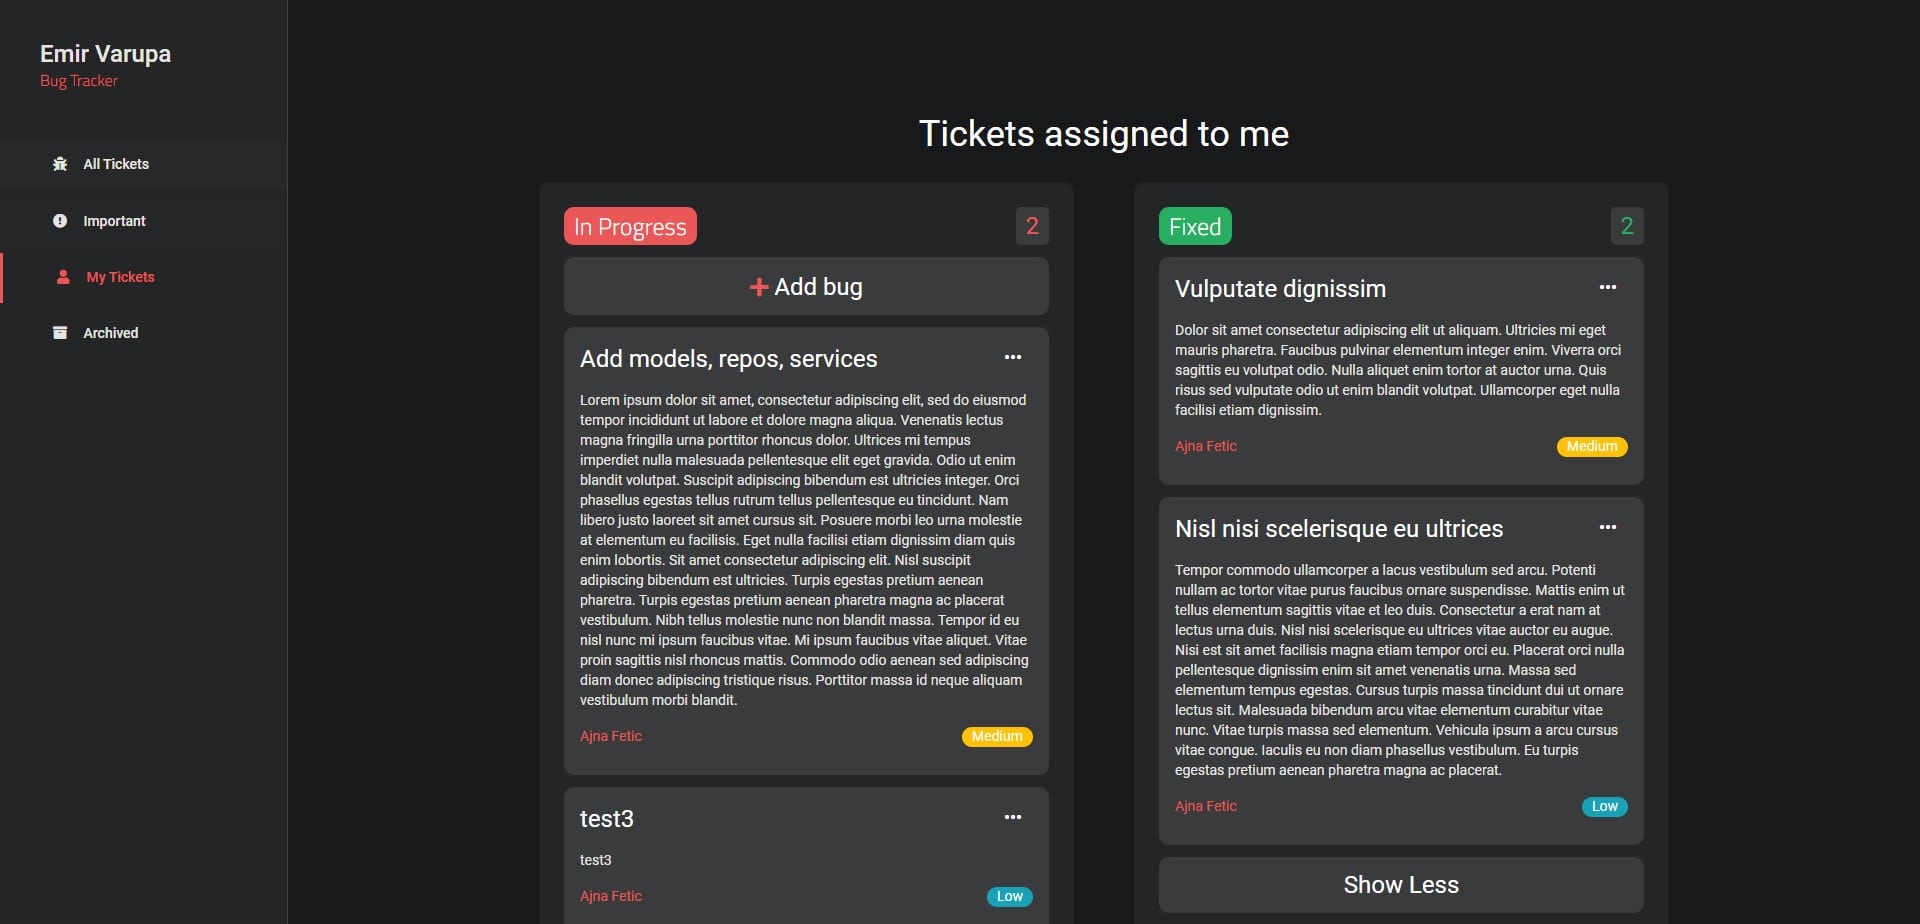 Emir Varupa
Bug Tracker
All Tickets
Important
My Tickets
Archived
Tickets assigned to me
In Progress
2
Add bug
Add models, repos, services
Lorem ipsum dolor sit amet, consectetur adipiscing elit, sed do eiusmod
tempor incididunt ut labore et dolore magna aliqua. Venenatis lectus
magna fringilla urna porttitor rhoncus dolor. Ultrices mi tempus
imperdiet nulla malesuada pellentesque elit eget gravida. Odio ut enim
blandit volutpat. Suscipit adipiscing bibendum est ultricies integer. Orci
phasellus egestas tellus rutrum tellus pellentesque eu tincidunt. Nam
libero justo laoreet sit amet cursus sit. Posuere morbi leo urna molestie
at elementum eu facilisis. Eget nulla facilisi etiam dignissim diam quis
enim lobortis. Sit amet consectetur adipiscing elit. Nisl suscipit
adipiscing bibendum est ultricies. Turpis egestas pretium aenean
pharetra. Turpis egestas pretium aenean pharetra magna ac placerat
vestibulum. Nibh tellus molestie nunc non blandit massa. Tempor id eu
nisl nunc mi ipsum faucibus vitae. Mi ipsum faucibus vitae aliquet. Vitae
proin sagittis nisl rhoncus mattis. Commodo odio aenean sed adipiscing
diam donec adipiscing tristique risus. Porttitor massa id neque aliquam
vestibulum morbi blandit.
Ajna Fetic
Medium
test3
test3
Ajna Fetic
Low
Fixed
2
Vulputate dignissim
Dolor sit amet consectetur adipiscing elit ut aliquam. Ultricies mi eget
mauris pharetra. Faucibus pulvinar elementum integer enim. Viverra orci
sagittis eu volutpat odio. Nulla aliquet enim tortor at auctor urna. Quis
risus sed vulputate odio ut enim blandit volutpat. Ullamcorper eget nulla
facilisi etiam dignissim.
Ajna Fetic
Medium
Nisl nisi scelerisque eu ultrices
Tempor commodo ullamcorper a lacus vestibulum sed arcu. Potenti
nullam ac tortor vitae purus faucibus ornare suspendisse. Mattis enim ut
tellus elementum sagittis vitae et leo duis. Consectetur a erat nam at
lectus urna duis. Nisl nisi scelerisque eu ultrices vitae auctor eu augue.
Nisi est sit amet facilisis magna etiam tempor orci eu. Placerat orci nulla
pellentesque dignissim enim sit amet venenatis urna. Massa sed
elementum tempus egestas. Cursus turpis massa tincidunt dui ut ornare
lectus sit. Malesuada bibendum arcu vitae elementum curabitur vitae
nunc. Vitae turpis massa sed elementum. Vehicula ipsum a arcu cursus
vitae congue. Iaculis eu non diam phasellus vestibulum. Eu turpis
egestas pretium aenean pharetra magna ac placerat.
Ajna Fetic
Low
Show Less